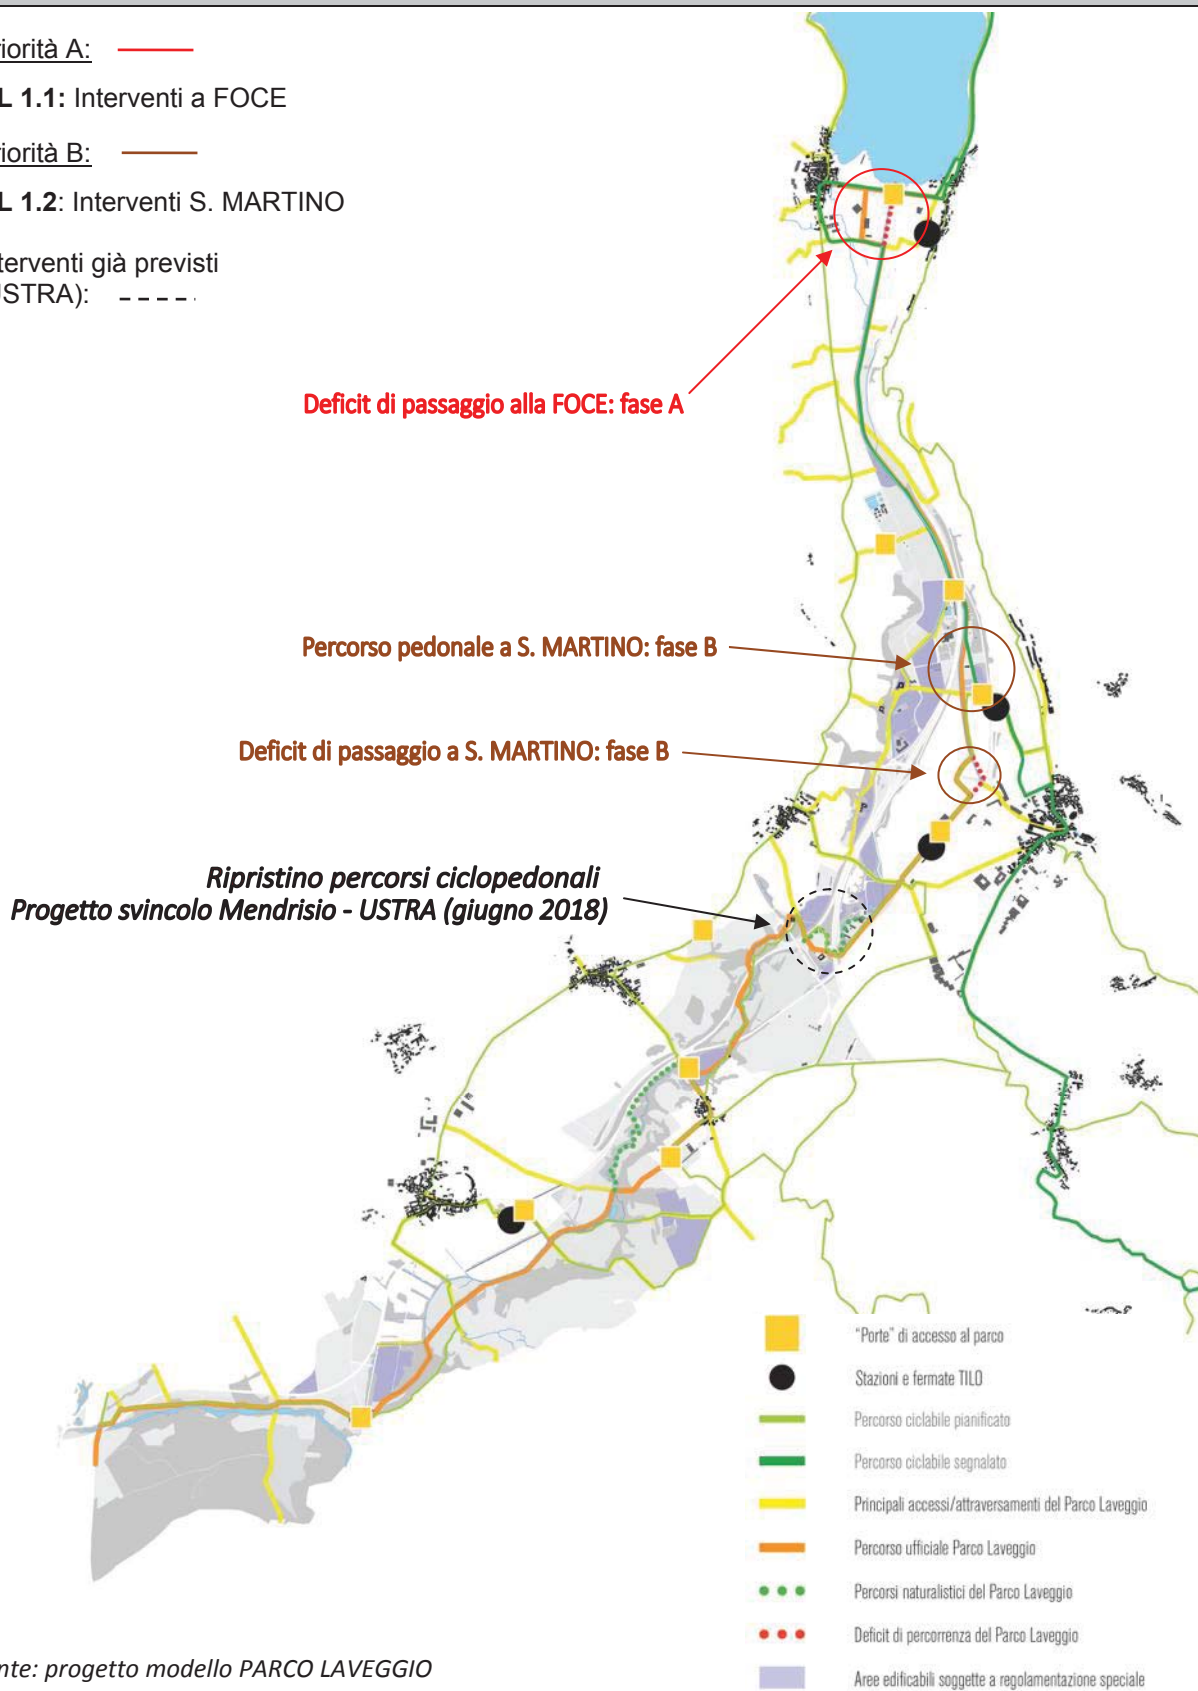 iorità A:
L 1.1: Interventi a FOCE
iorità B:
L 1.2: Interventi S. MARTINO
terventi già previsti
USTRA):
Deficit di passaggio alla FOCE: fase A
Percorso pedonale a S. MARTINO: fase B
Deficit di passaggio a S. MARTINO: fase B
Ripristino percorsi ciclopedonali
Progetto svincolo Mendrisio - USTRA (giugno 2018)
"Porte" di accesso al parco
Stazioni e fermate TILO
Percorso ciclabile pianificato
Percorso ciclabile segnalato
Principali accessi/attraversamenti del Parco Laveggio
Percorso ufficiale Parco Laveggio
Percorsi naturalistici del Parco Laveggio
Deficit di percorrenza del Parco Laveggio
Aree edificabili soggette a regolamentazione speciale
nte: progetto modello PARCO LAVEGGIO